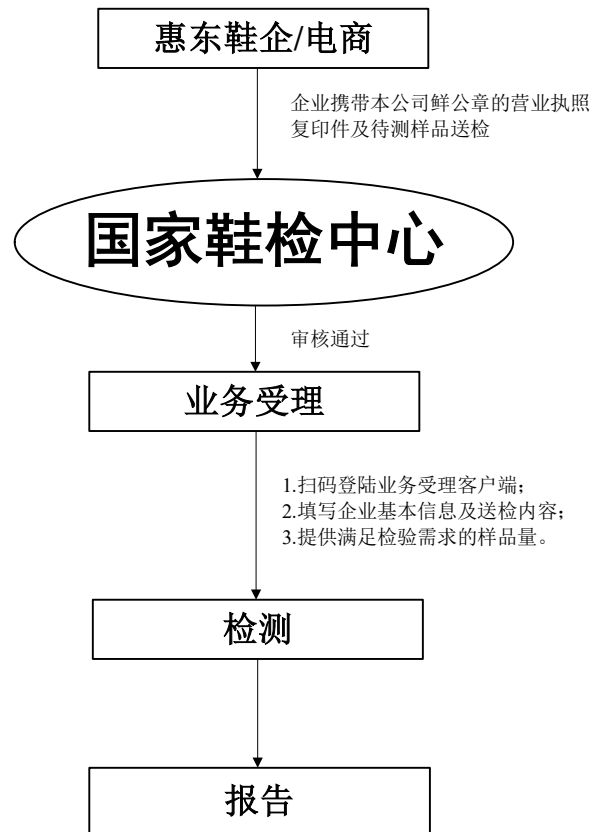 惠东鞋企/电商
企业携带本公司鲜公章的营业执照
复印件及待测样品送检
国家鞋检中心
审核通过
业务受理
1.扫码登陆业务受理客户端；
2.填写企业基本信息及送检内容；
3.提供满足检验需求的样品量。
检测
报告